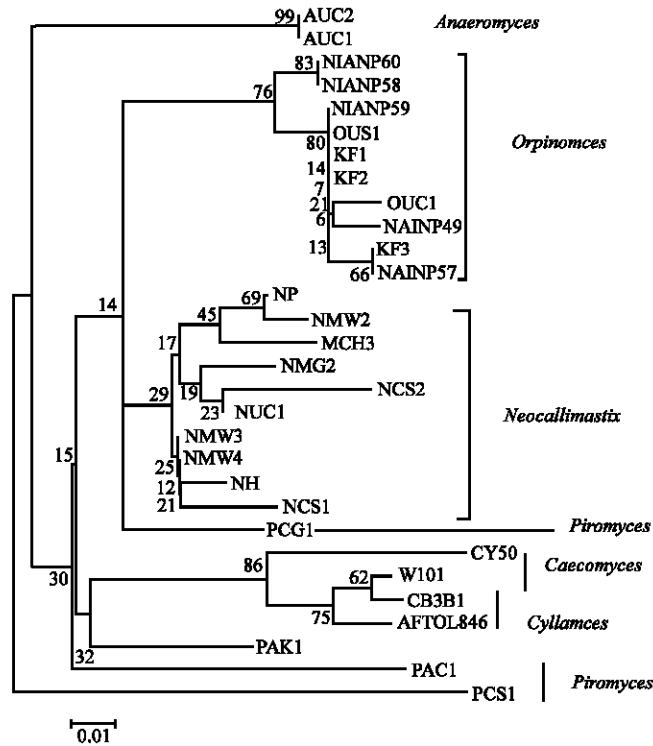 99 AUC2 Anaeromyces
AUC1
83 NIANP60
NIANP58
76
NIANP59
OUS1
80
KF1 Orpinomces
14
KF2
7
21 OUC1
6 NAINP49
13 KF3
66 NAINP57
14 69 NP
45 NMW2
17 MCH3
NMG2
29 19 NCS2
23 NUC1 Neocallimastix
NMW3
15 NMW4
25
12 NH
21 NCS1
PCG1 Piromyces
86 CY50
30 62 W101 Caecomyces
CB3B1
75 AFTOL846 Cyllamces
32 PAK1
PAC1
Piromyces
PCS1
0.01